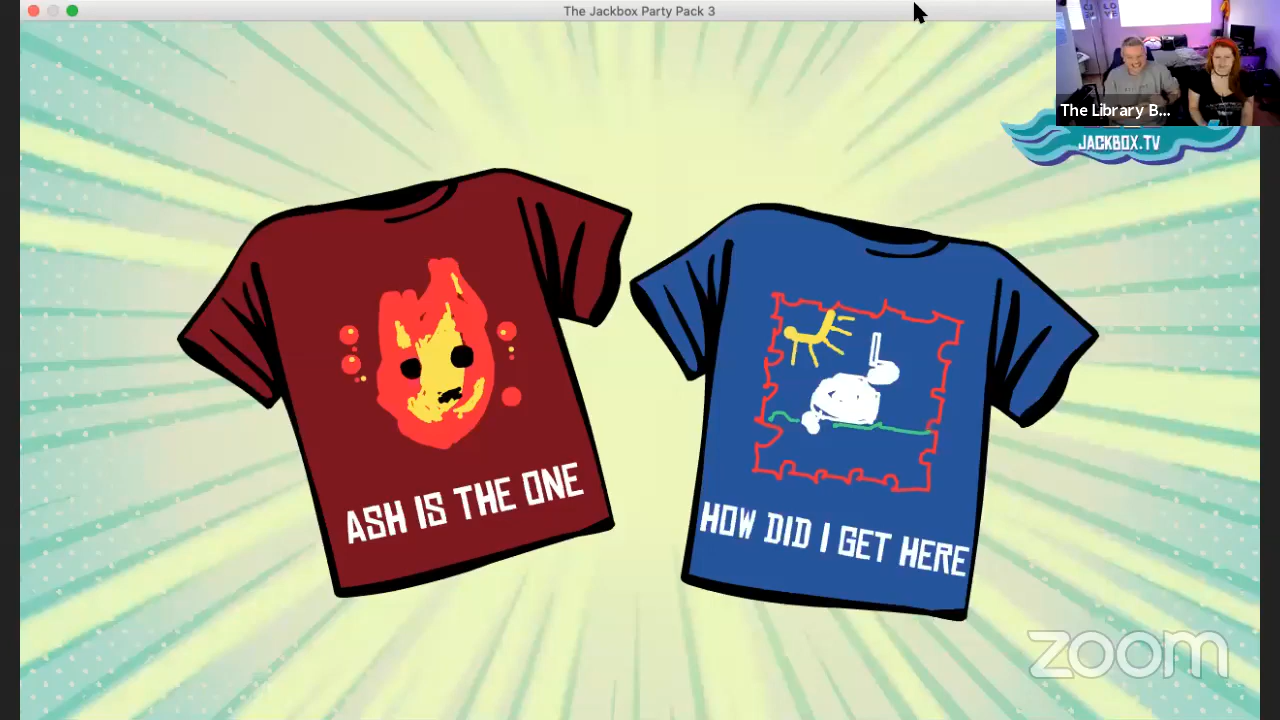 The Jackbox Party Pack 3
The Library B...
JACKBOX.TV
ASH IS THE ONE
HOW DID I GET HERE
zoom